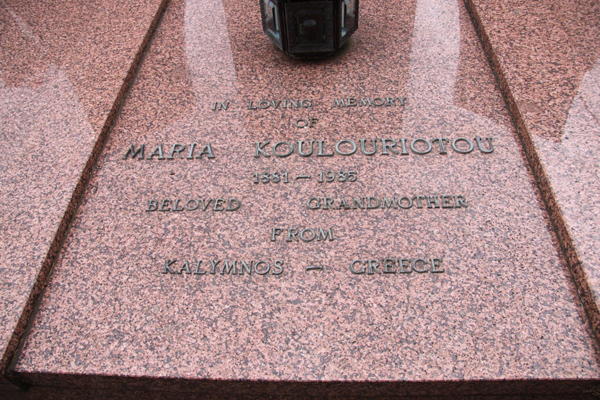 IN LOVING MEMORY
OF
MARIA KOULOURIOTOU
1881 — 1985
BELOVED GRANDMOTHER
FROM
KALYMNOS — GREECE